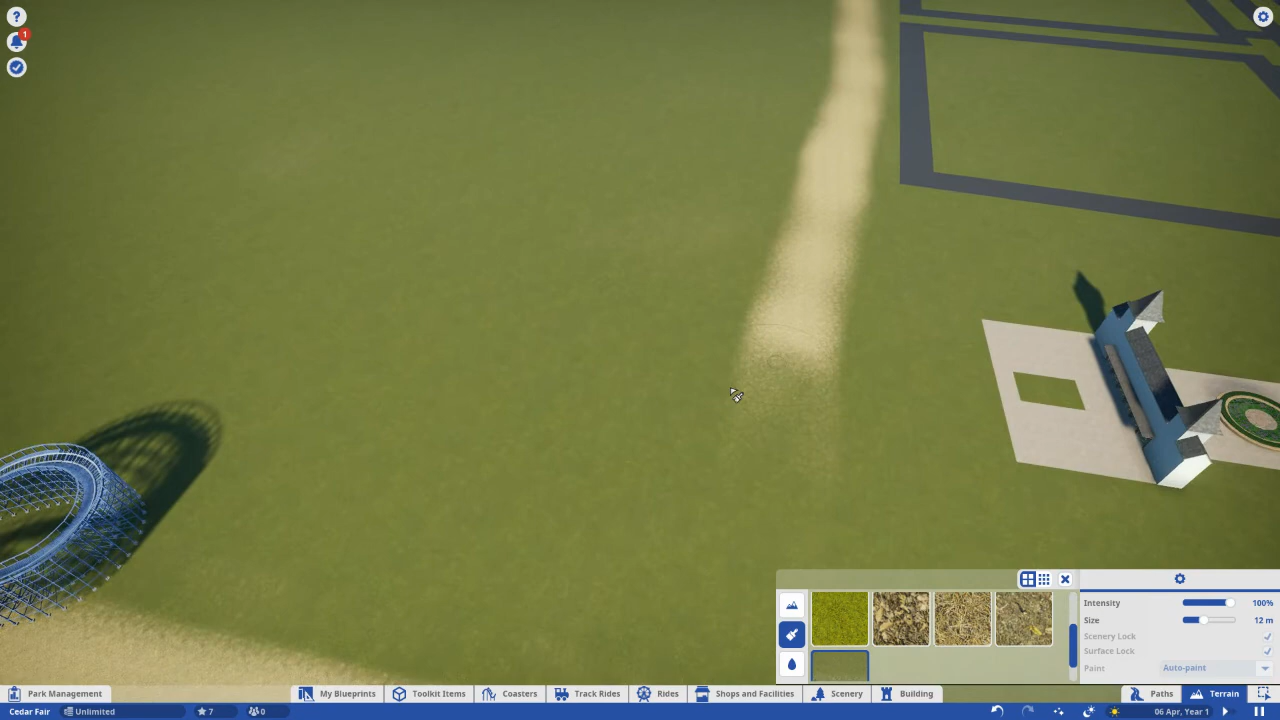 ?
1
Intensity 100%
Size 12 m
Scenery Lock
Surface Lock
Paint Auto-paint
Park Management My Blueprints Toolkit Items Coasters Track Rides Rides Shops and Facilities Scenery Building Paths Terrain
Cedar Fair Unlimited 7 0 06 Apr, Year 1